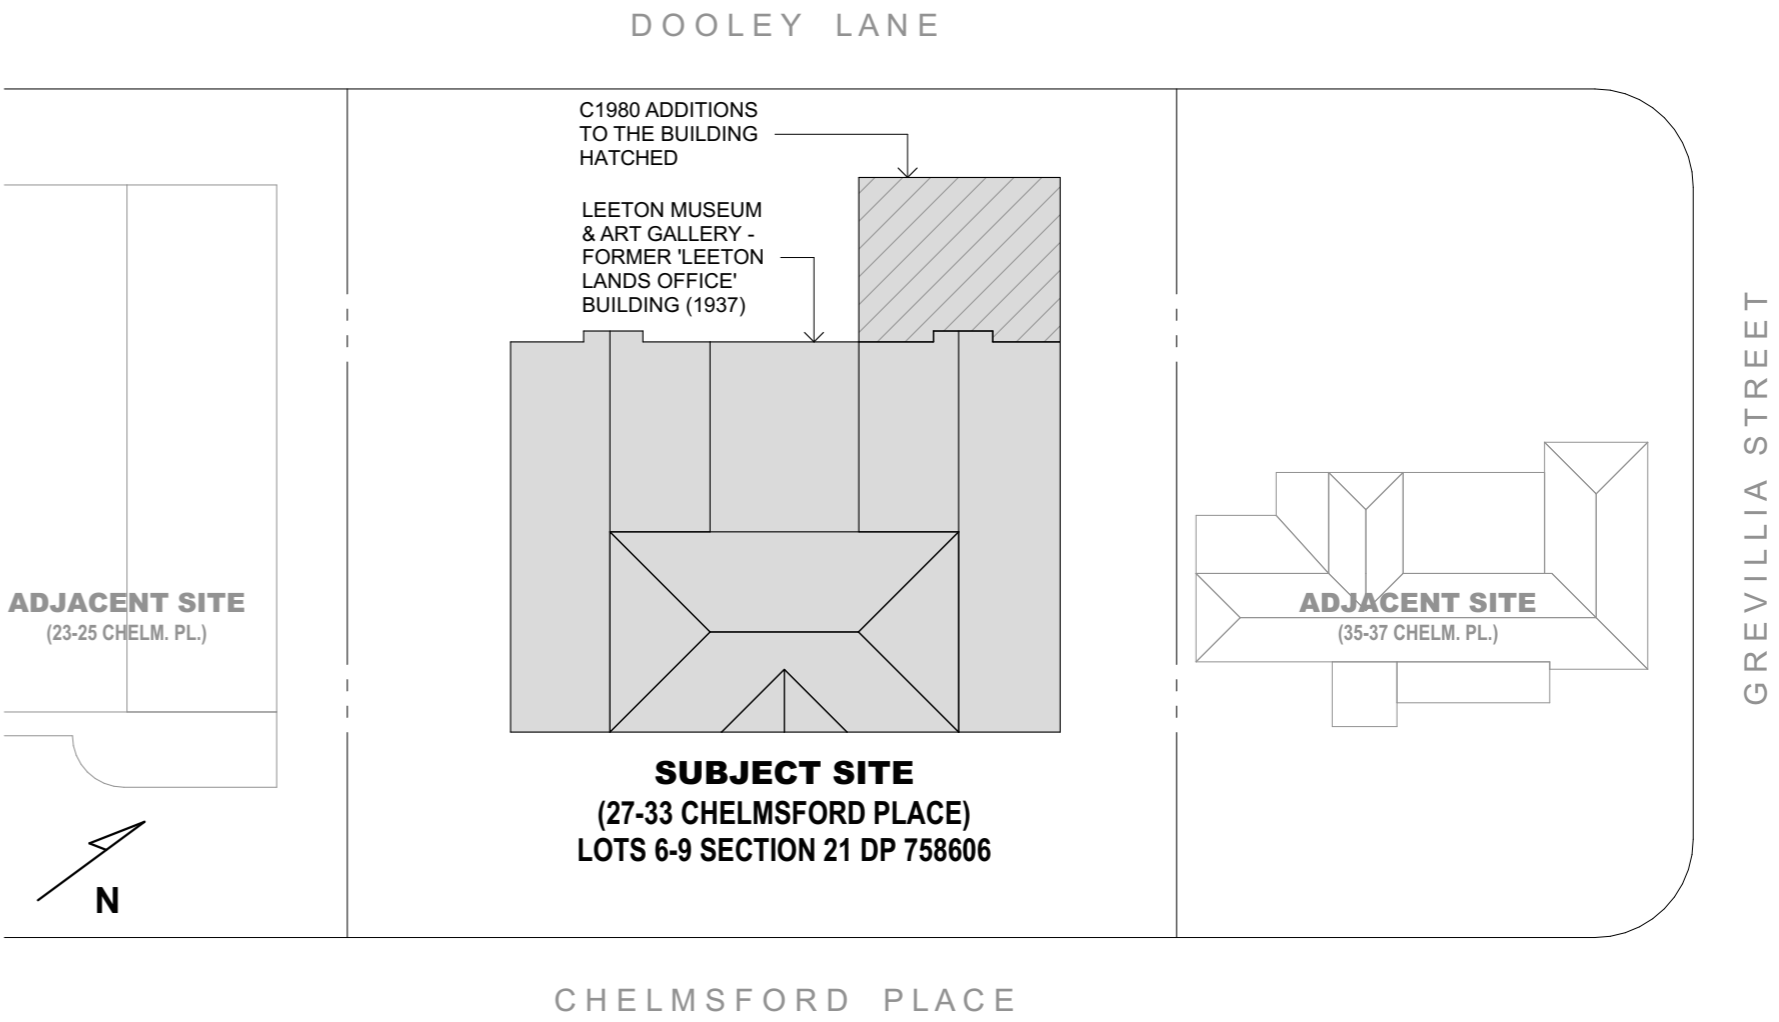 DOOLEY LANE
C1980 ADDITIONS
TO THE BUILDING
HATCHED
LEETON MUSEUM
& ART GALLERY -
FORMER 'LEETON
LANDS OFFICE'
BUILDING (1937)
GREVILLIA STREET
ADJACENT SITE
(23-25 CHELM. PL.)
ADJACENT SITE
(35-37 CHELM. PL.)
SUBJECT SITE
(27-33 CHELMSFORD PLACE)
LOTS 6-9 SECTION 21 DP 758606
N
CHELMSFORD PLACE